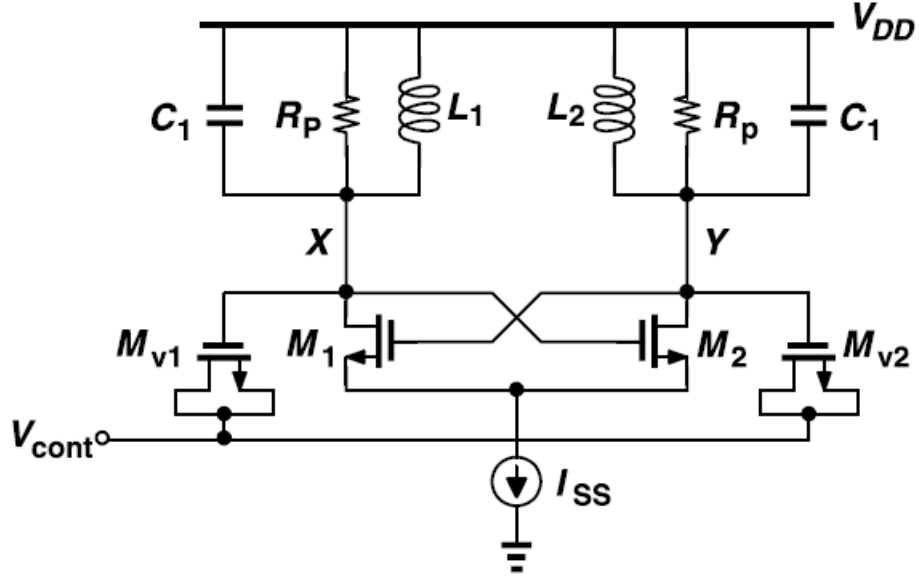 V_DD
C_1 R_P L_1 L_2 R_p C_1
X Y
M_v1 M_1 M_2 M_v2
V_cont
I_SS